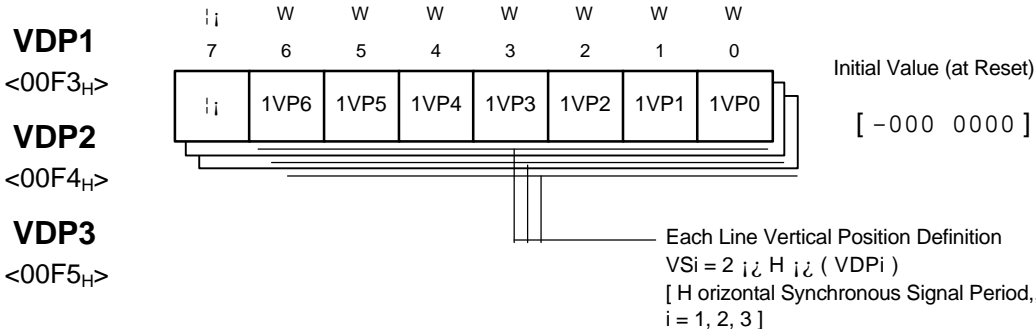 ¦¡ W W W W W W W
VDP1 7 6 5 4 3 2 1 0
<00F3H> Initial Value (at Reset)
¦¡ 1VP6 1VP5 1VP4 1VP3 1VP2 1VP1 1VP0
[ –000 0000 ]
VDP2
<00F4H>
VDP3
<00F5H>
Each Line Vertical Position Definition
VSi = 2 ¡¿ H ¡¿ ( VDPi )
[ H orizontal Synchronous Signal Period,
i = 1, 2, 3 ]